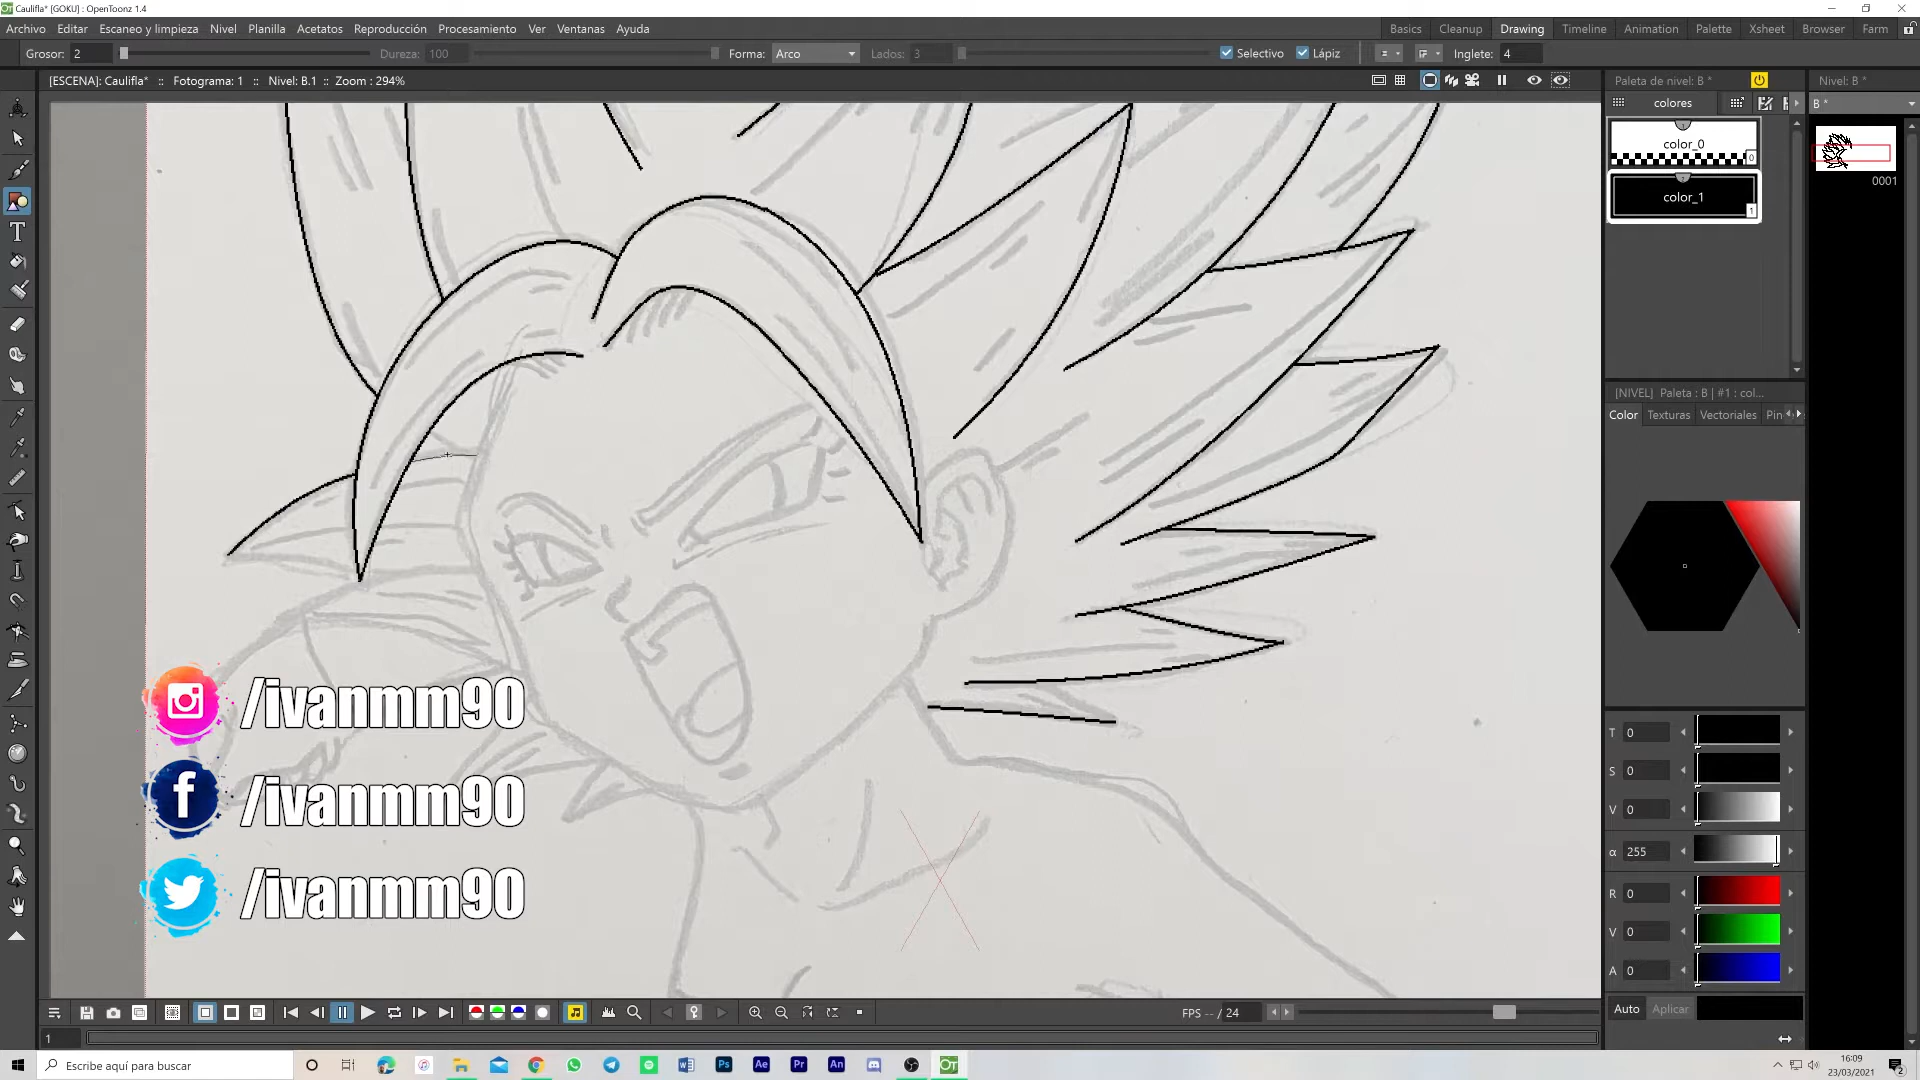 Caulifla* [GOKU] : OpenToonz 1.4
Archivo Editar Escaneo y limpieza Nivel Planilla Acetatos Reproducción Procesamiento Ver Ventanas Ayuda
Basics Cleanup Drawing Timeline Animation Palette Xsheet Browser Farm
Grosor: 2 Dureza: 100 Forma: Arco Lados: 3 Selectivo Lápiz Inglete: 4
[ESCENA]: Caulifla* :: Fotograma: 1 :: Nivel: B.1 :: Zoom : 294%
Paleta de nivel: B *
Nivel: B *
colores
B *
color_0
0
color_1
1
0001
[NIVEL] Paleta : B | #1 : col...
Color Texturas Vectoriales Pin
/ivanmm90
/ivanmm90
/ivanmm90
T 0
S 0
V 0
α 255
R 0
V 0
A 0
Auto Aplicar
FPS -- / 24
1
Escribe aquí para buscar
16:09
23/03/2021
2